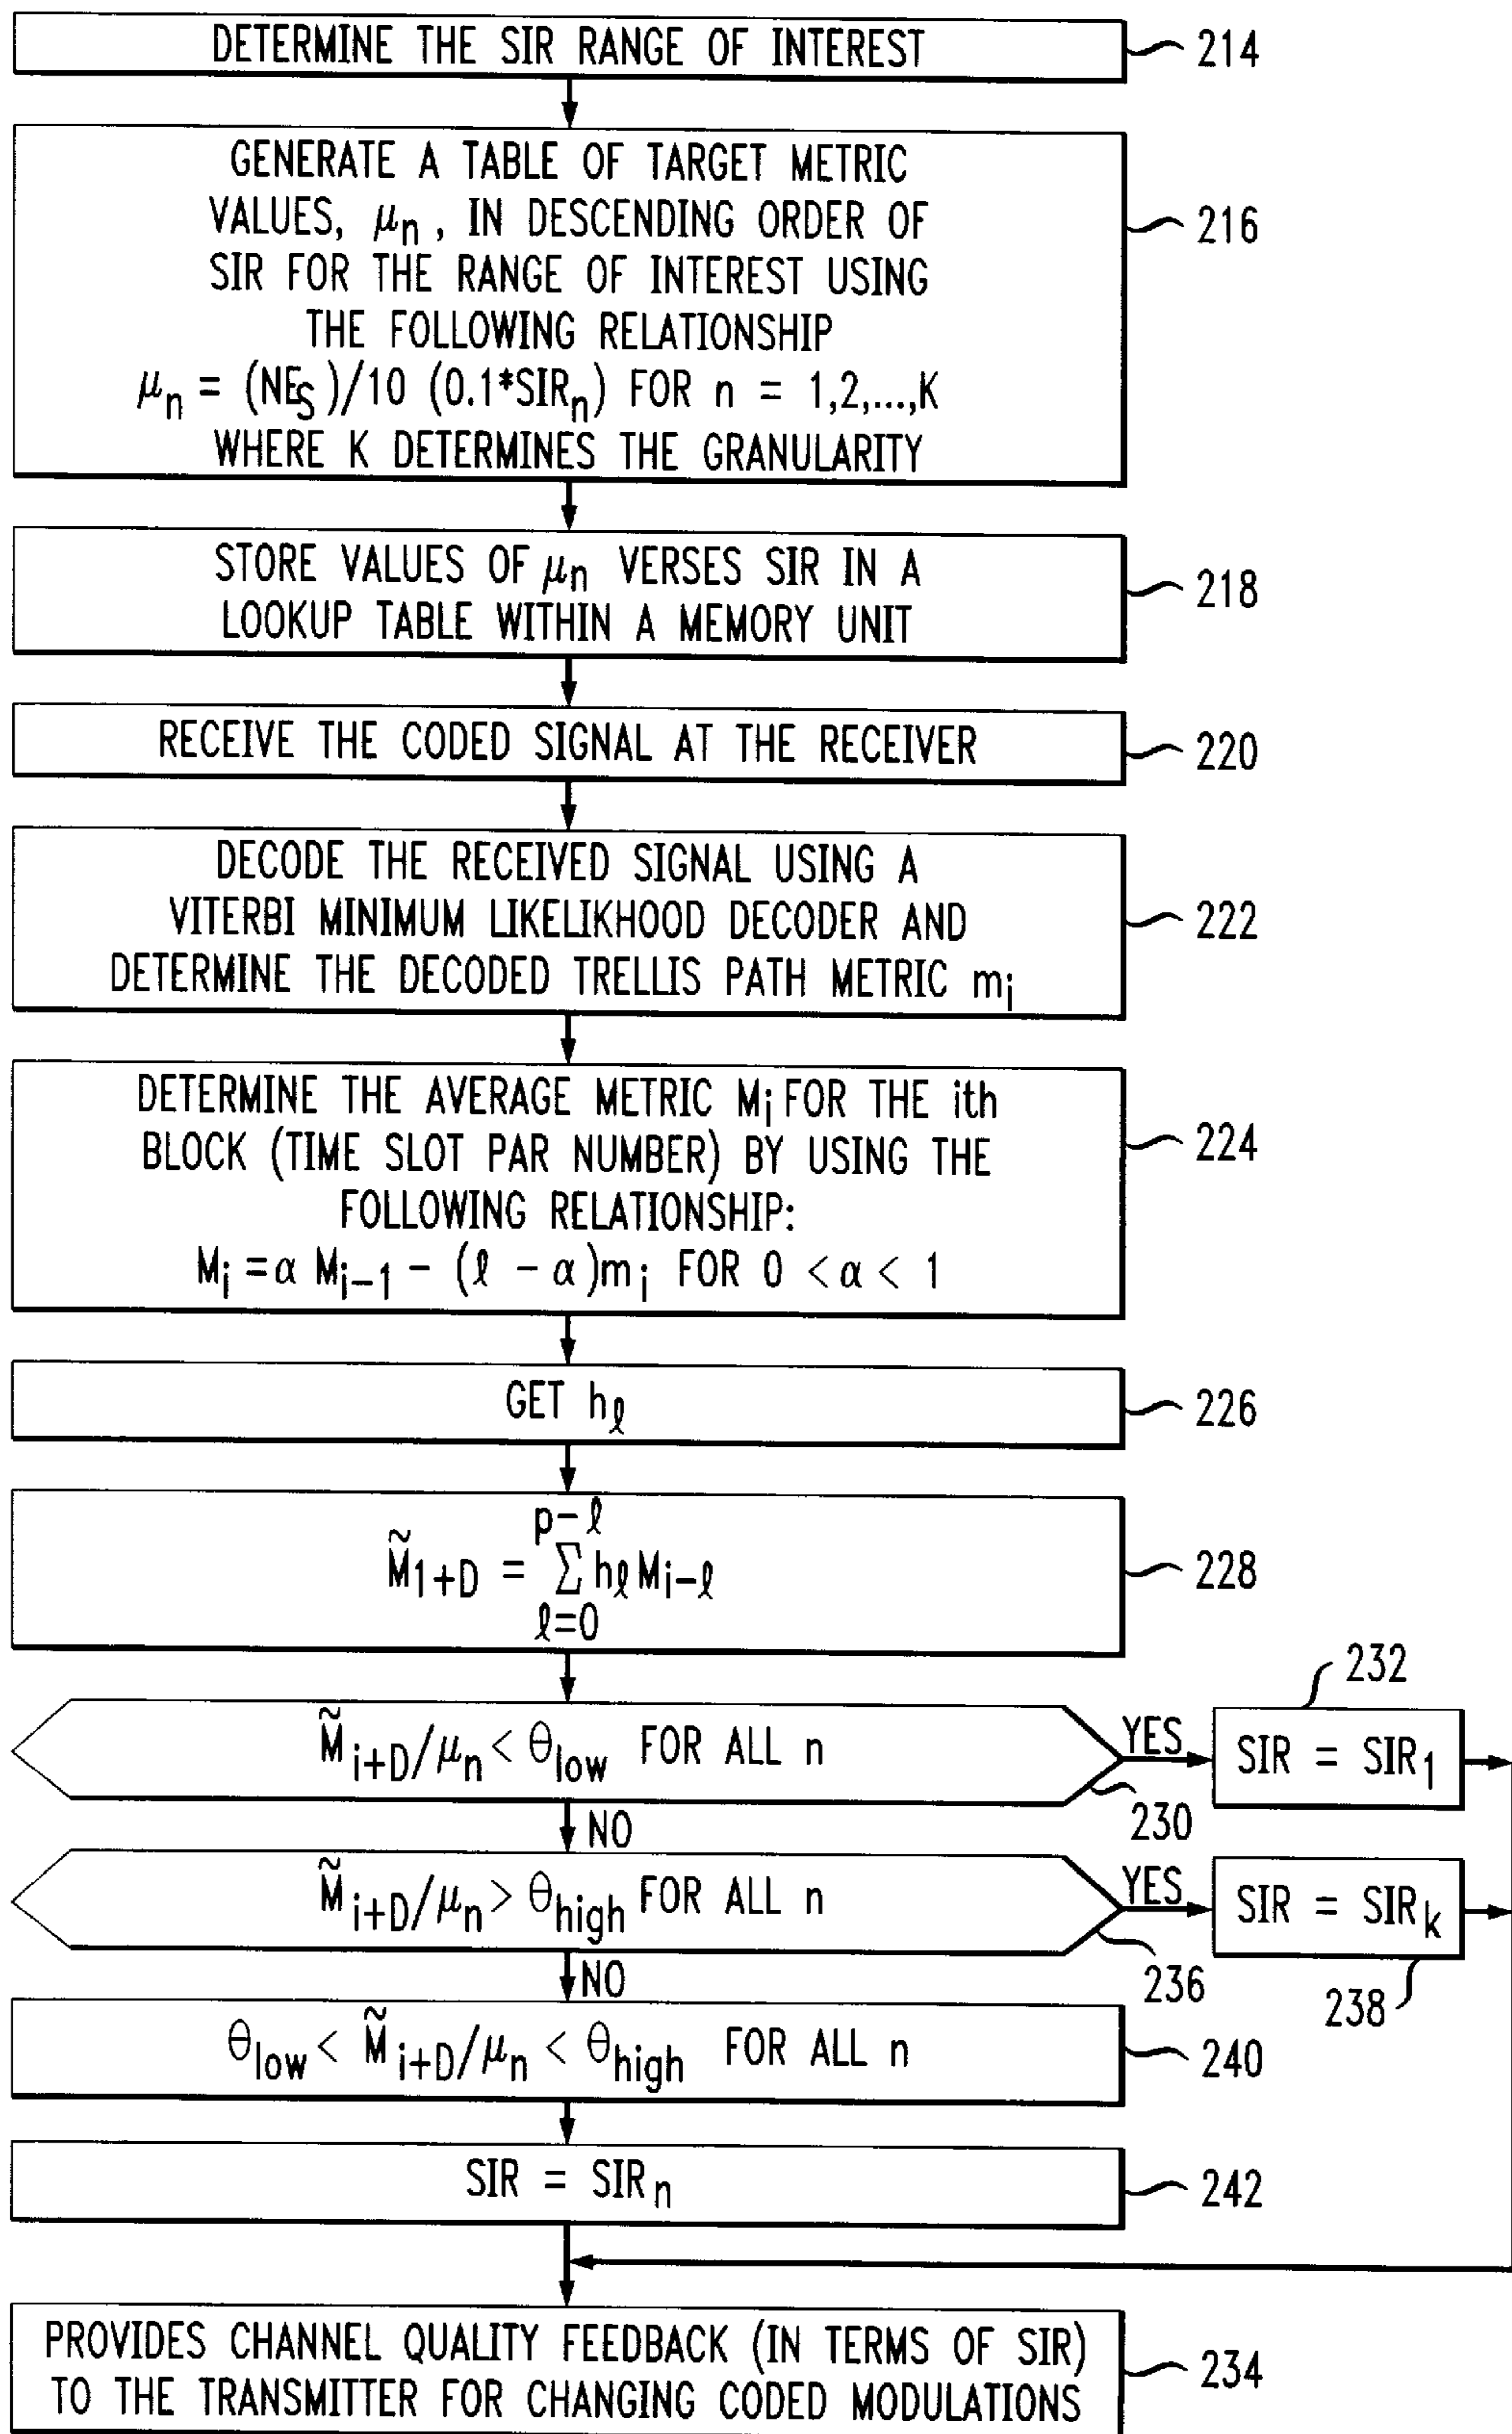 DETERMINE THE SIR RANGE OF INTEREST
214
GENERATE A TABLE OF TARGET METRIC
VALUES, μn, IN DESCENDING ORDER OF
SIR FOR THE RANGE OF INTEREST USING
THE FOLLOWING RELATIONSHIP
μn = (NES)/10 (0.1*SIRn) FOR n = 1,2,...,K
WHERE K DETERMINES THE GRANULARITY
216
STORE VALUES OF μn VERSES SIR IN A
LOOKUP TABLE WITHIN A MEMORY UNIT
218
RECEIVE THE CODED SIGNAL AT THE RECEIVER
220
DECODE THE RECEIVED SIGNAL USING A
VITERBI MINIMUM LIKELIKHOOD DECODER AND
DETERMINE THE DECODED TRELLIS PATH METRIC mi
222
DETERMINE THE AVERAGE METRIC Mi FOR THE ith
BLOCK (TIME SLOT PAR NUMBER) BY USING THE
FOLLOWING RELATIONSHIP:
Mi = α Mi-1 - (ℓ - α)mi FOR 0 < α < 1
224
GET hℓ
226
p-ℓ
M̃1+D = Σ hℓ Mi-ℓ
ℓ=0
228
M̃i+D/μn < θlow FOR ALL n
YES
230
232
SIR = SIR1
NO
M̃i+D/μn > θhigh FOR ALL n
YES
236
SIR = SIRk
238
NO
θlow < M̃i+D/μn < θhigh FOR ALL n
240
SIR = SIRn
242
PROVIDES CHANNEL QUALITY FEEDBACK (IN TERMS OF SIR)
TO THE TRANSMITTER FOR CHANGING CODED MODULATIONS
234